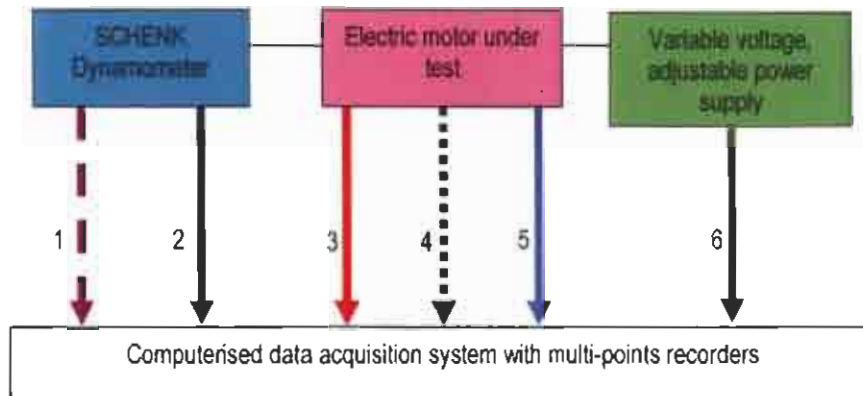 SCHENK
Dynamometer
Electric motor under
test
Variable voltage,
adjustable power
supply
1
2
3
4
5
6
Computerised data acquisition system with multi-points recorders